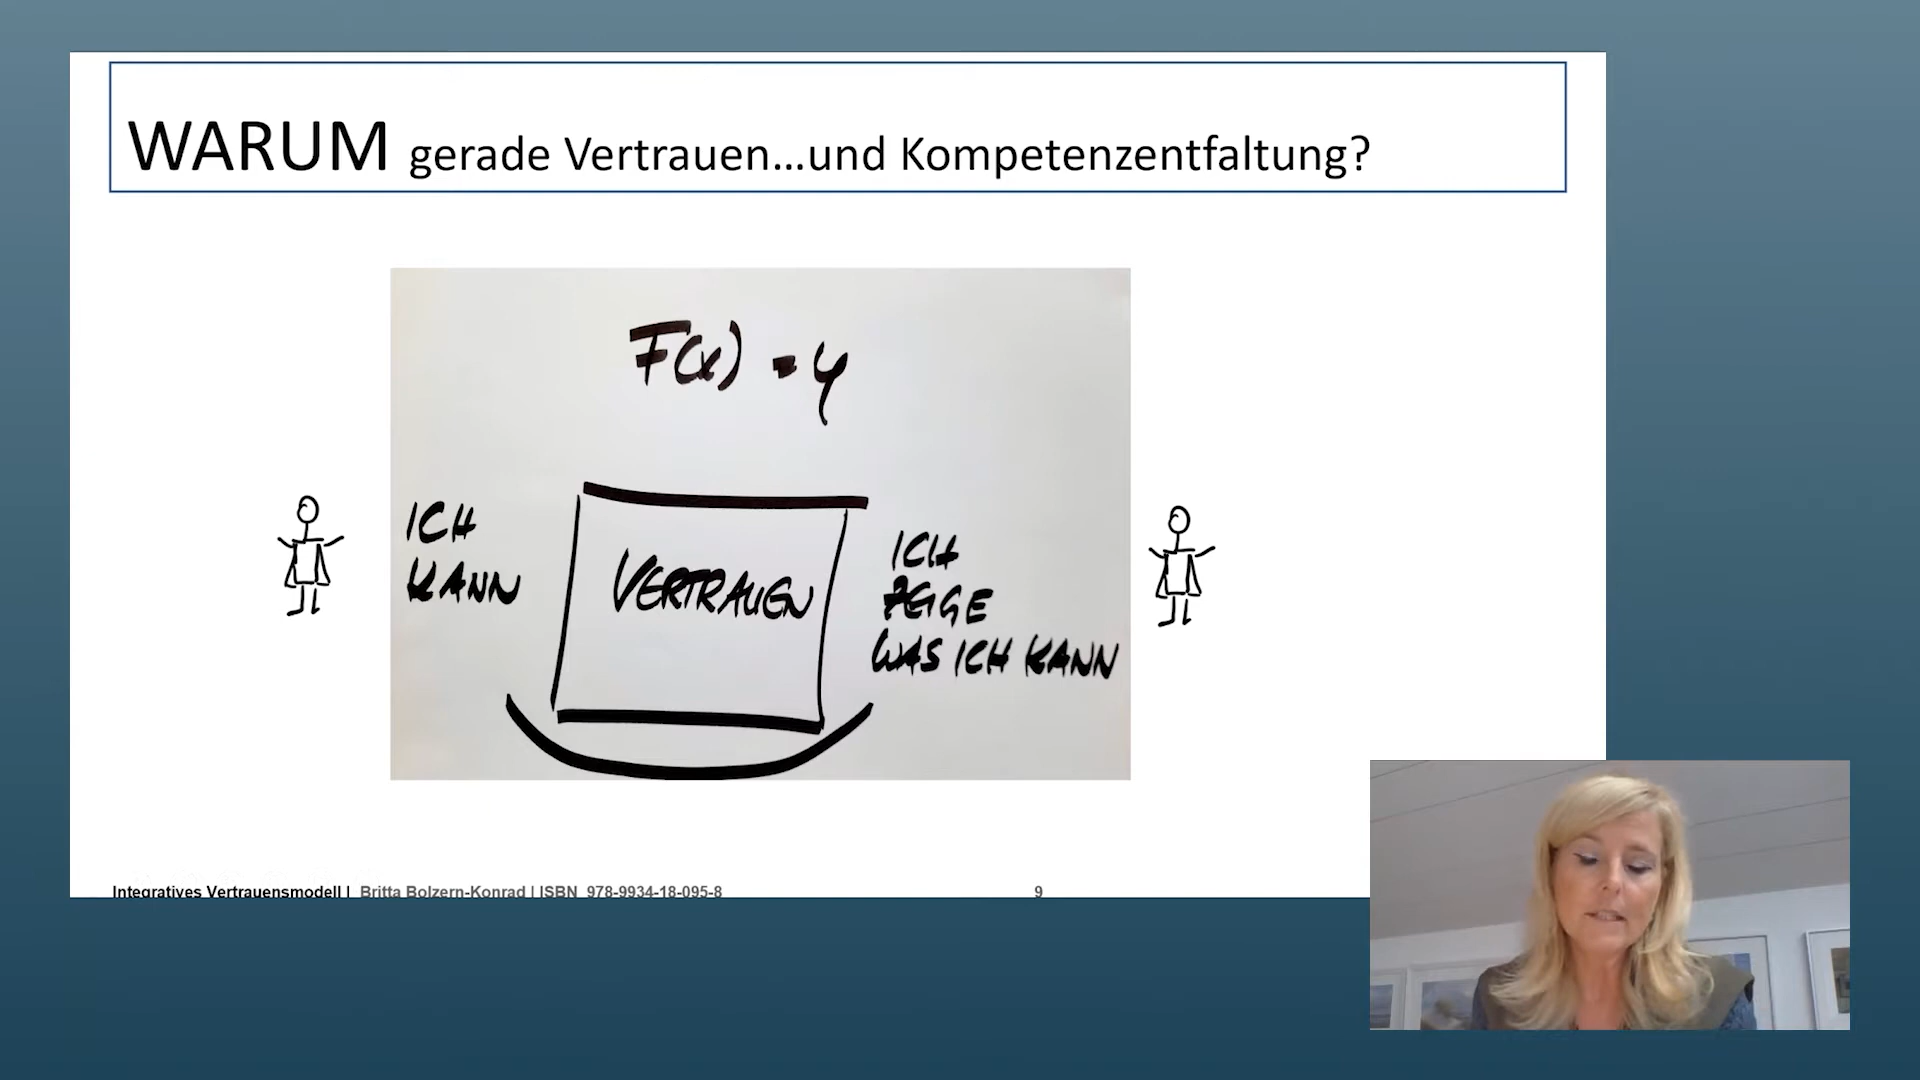 WARUM gerade Vertrauen...und Kompetenzentfaltung?
F(x) = y
ICH
KANN
VERTRAUEN
ICH
ZEIGE
WAS ICH KANN
Integratives Vertrauensmodell | Britta Bolzern-Konrad | ISBN 978-9934-18-095-8
9